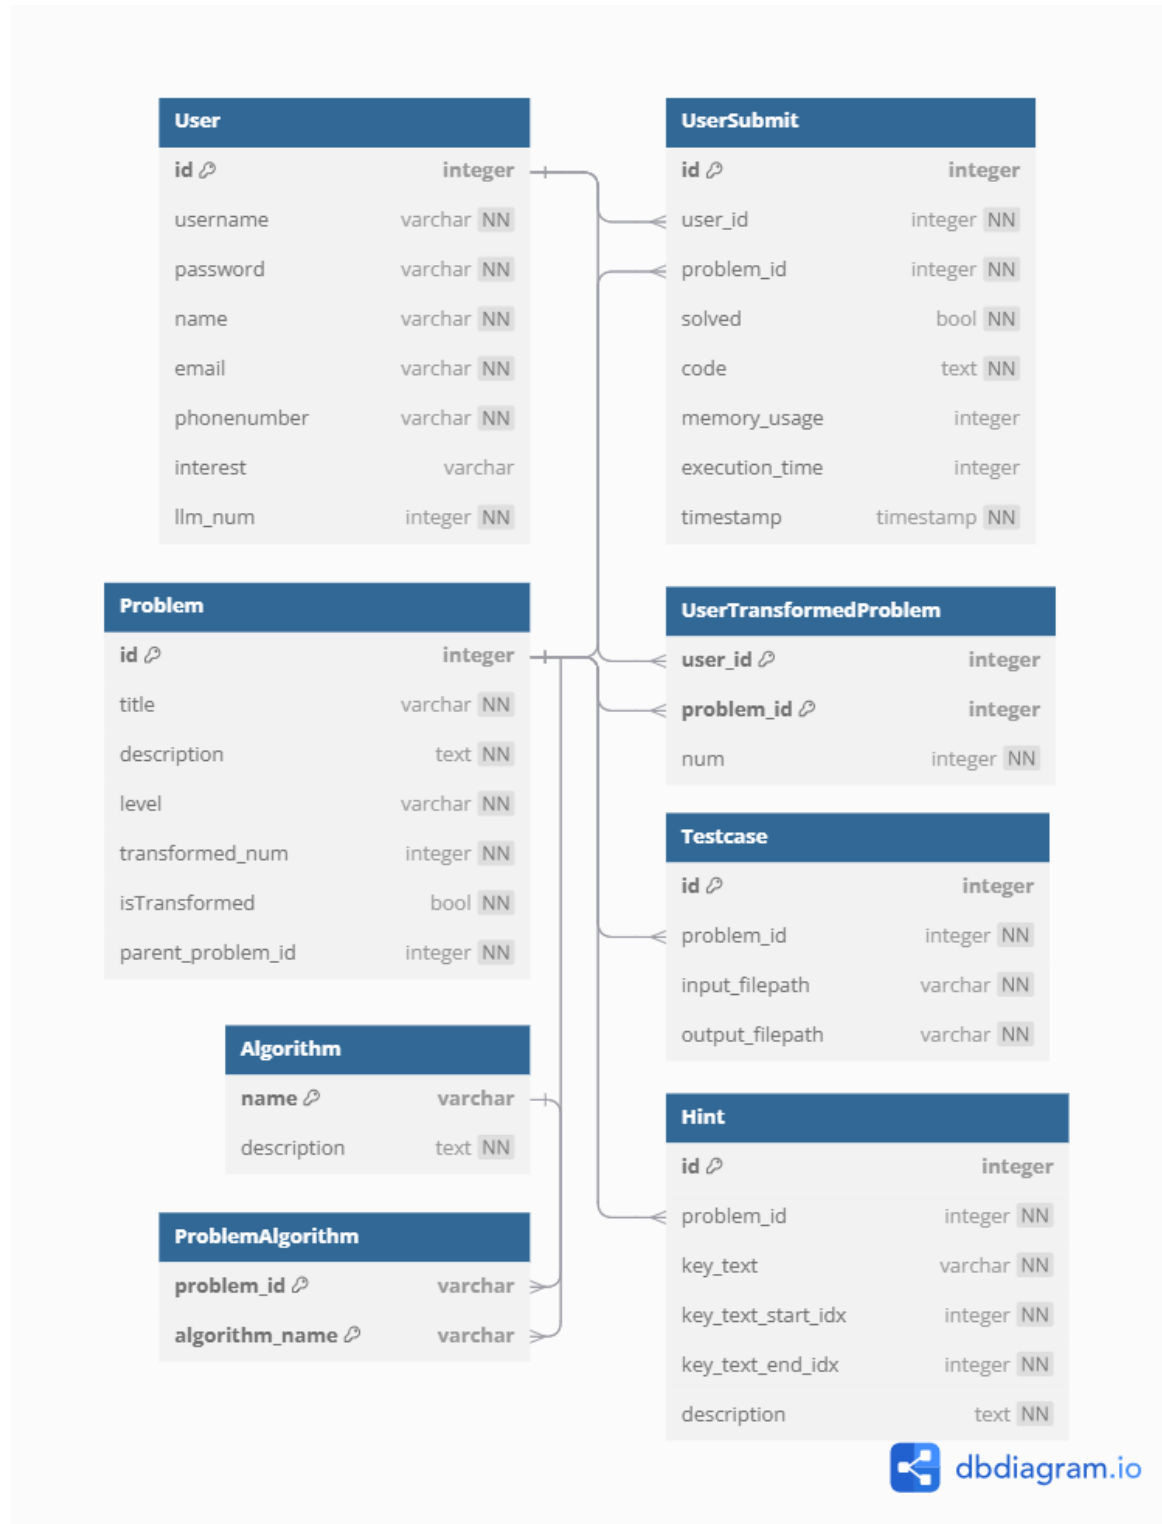 User
id integer
username varchar NN
password varchar NN
name varchar NN
email varchar NN
phonenumber varchar NN
interest varchar
llm_num integer NN
UserSubmit
id integer
user_id integer NN
problem_id integer NN
solved bool NN
code text NN
memory_usage integer
execution_time integer
timestamp timestamp NN
Problem
id integer
title varchar NN
description text NN
level varchar NN
transformed_num integer NN
isTransformed bool NN
parent_problem_id integer NN
UserTransformedProblem
user_id integer
problem_id integer
num integer NN
Testcase
id integer
problem_id integer NN
input_filepath varchar NN
output_filepath varchar NN
Algorithm
name varchar
description text NN
ProblemAlgorithm
problem_id varchar
algorithm_name varchar
Hint
id integer
problem_id integer NN
key_text varchar NN
key_text_start_idx integer NN
key_text_end_idx integer NN
description text NN
dbdiagram.io